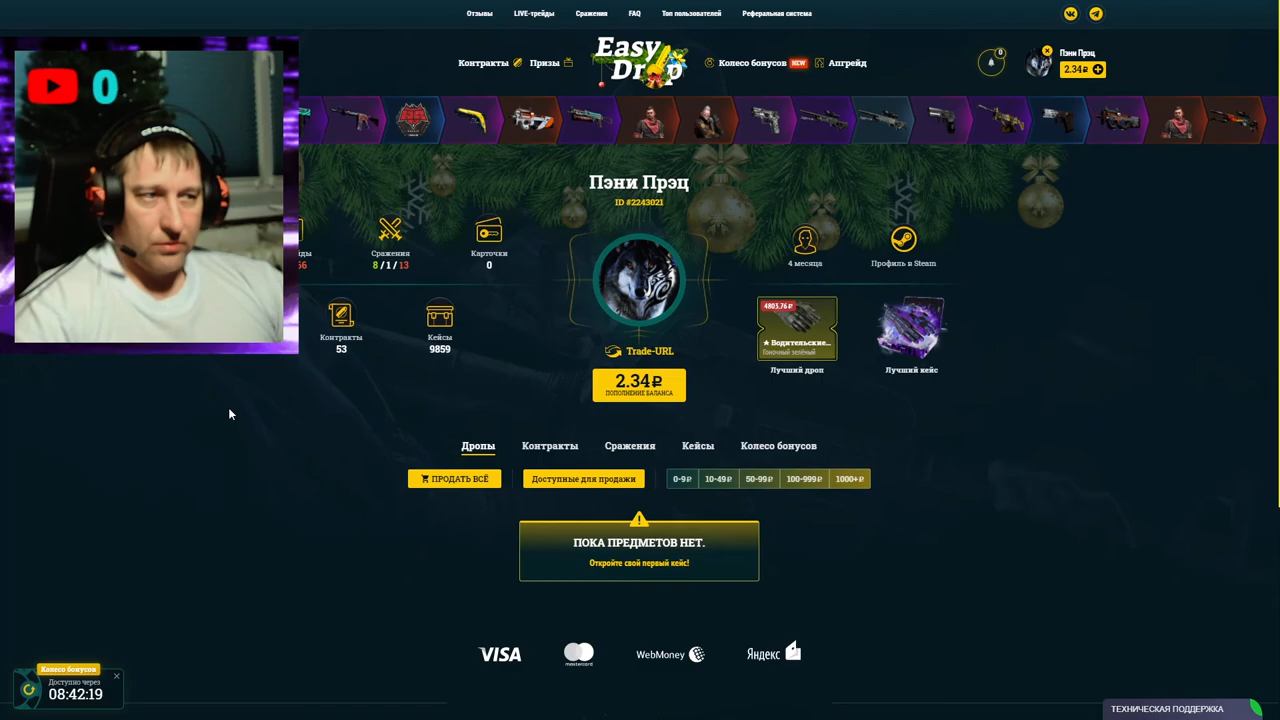 Отзывы
LIVE-трейды
Сражения
FAQ
Топ пользователей
Реферальная система
0
Контракты
Призы
Easy Drop
Колесо бонусов NEW
Апгрейд
0
Пэни Прэц
2.34₽
Пэни Прэц
ID #2243021
йды
66
Сражения
8 / 1 / 13
Карточки
0
4 месяца
Профиль в Steam
Контракты
53
Кейсы
9859
Trade-URL
2.34₽
ПОПОЛНЕНИЕ БАЛАНСА
4803.76 ₽
★ Водительские...
Гоночный зелёный
Лучший дроп
Лучший кейс
Дропы
Контракты
Сражения
Кейсы
Колесо бонусов
ПРОДАТЬ ВСЁ
Доступные для продажи
0-9₽
10-49₽
50-99₽
100-999₽
1000+₽
ПОКА ПРЕДМЕТОВ НЕТ.
Откройте свой первый кейс!
VISA
mastercard
WebMoney
Яндекс
Колесо бонусов
Доступно через
08:42:19
ТЕХНИЧЕСКАЯ ПОДДЕРЖКА